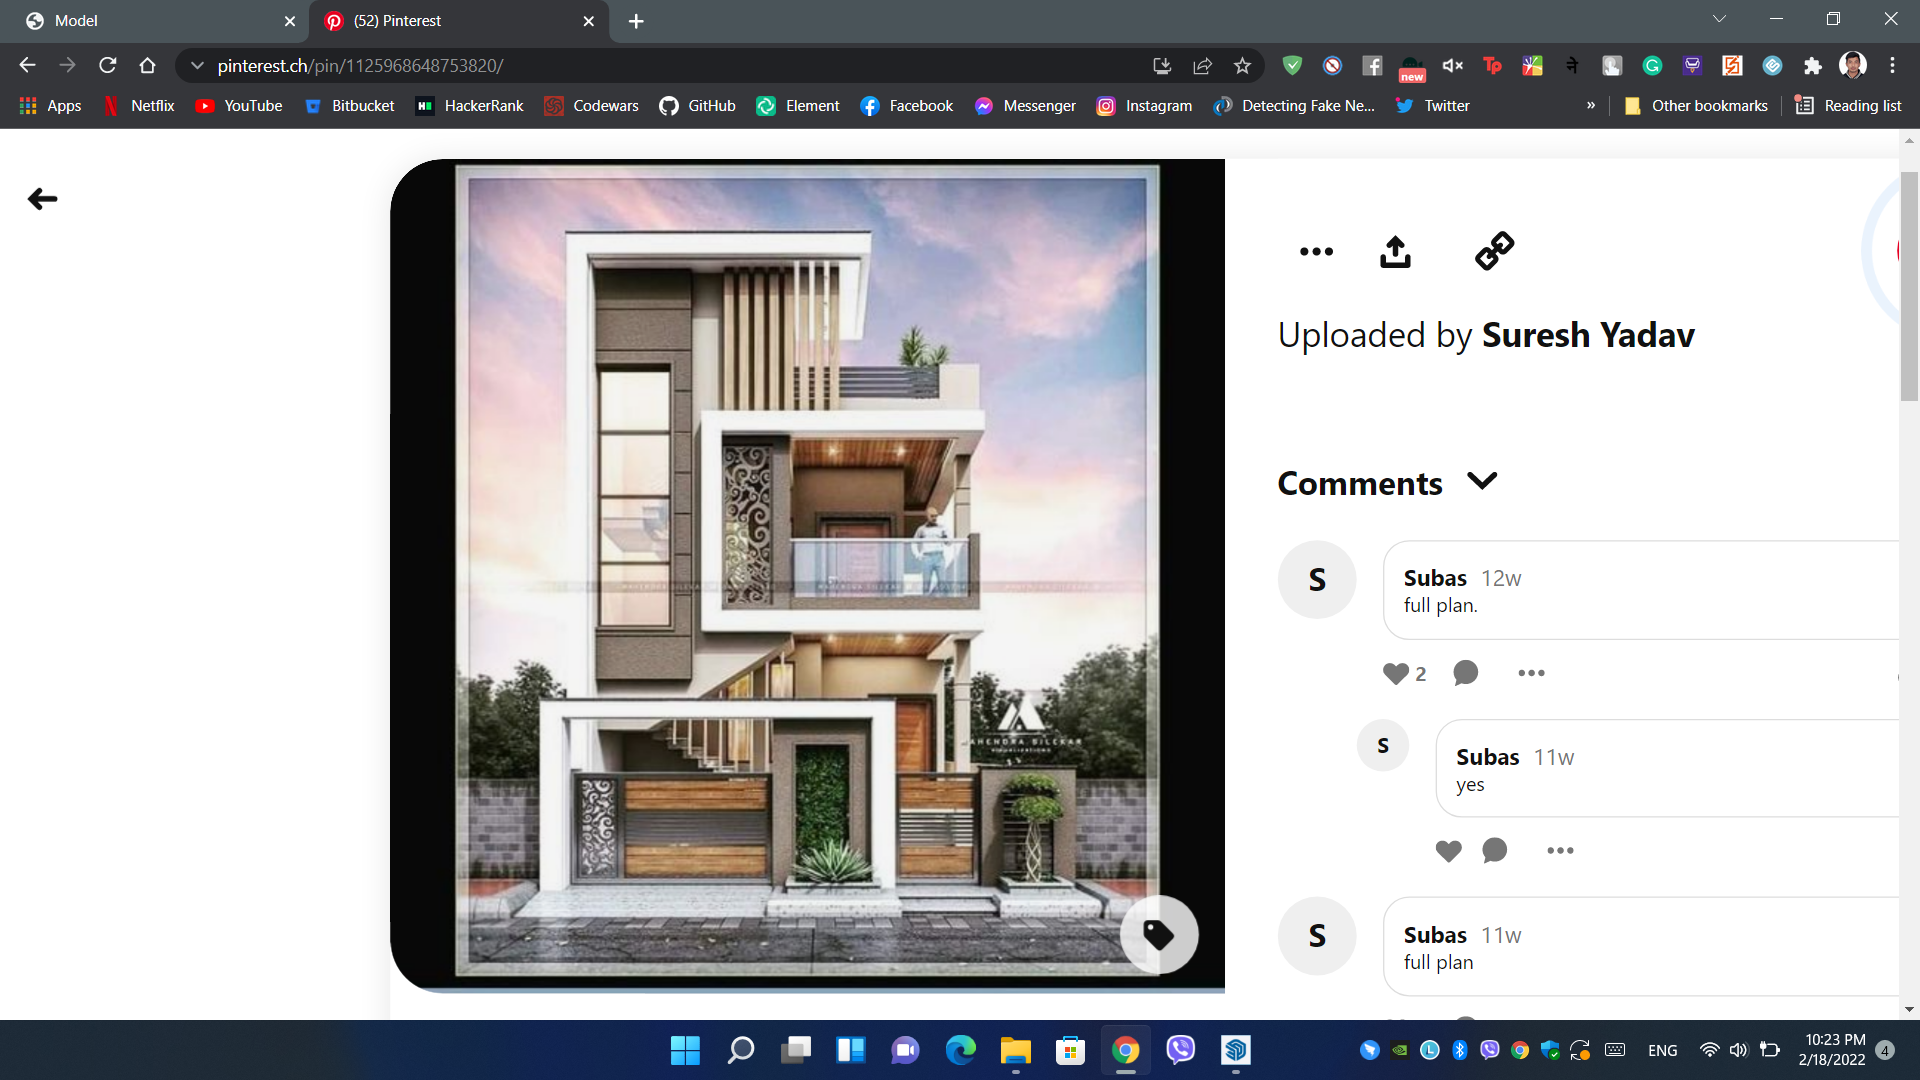 Model
(52) Pinterest
pinterest.ch/pin/1125968648753820/
new
Tp
ने
Apps
Netflix
YouTube
Bitbucket
HackerRank
Codewars
GitHub
Element
Facebook
Messenger
Instagram
Detecting Fake Ne...
Twitter
»
Other bookmarks
Reading list
Uploaded by Suresh Yadav
Comments
S
Subas 12w
full plan.
2
S
Subas 11w
yes
S
Subas 11w
full plan
ENG
10:23 PM
2/18/2022
4